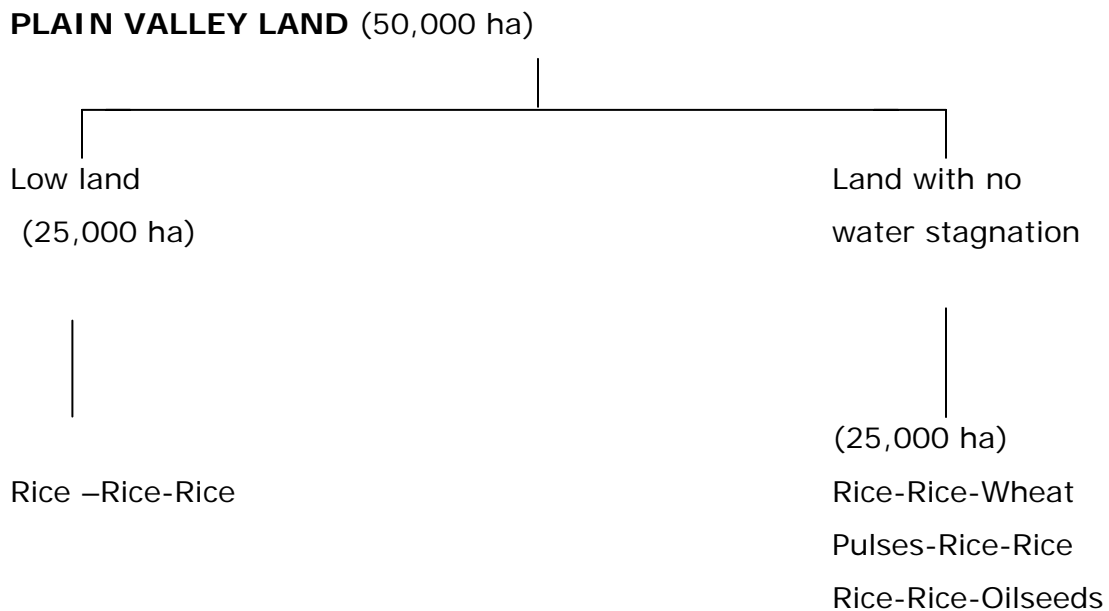 PLAIN VALLEY LAND (50,000 ha)
Low land
(25,000 ha)
Rice –Rice-Rice
Land with no
water stagnation
(25,000 ha)
Rice-Rice-Wheat
Pulses-Rice-Rice
Rice-Rice-Oilseeds